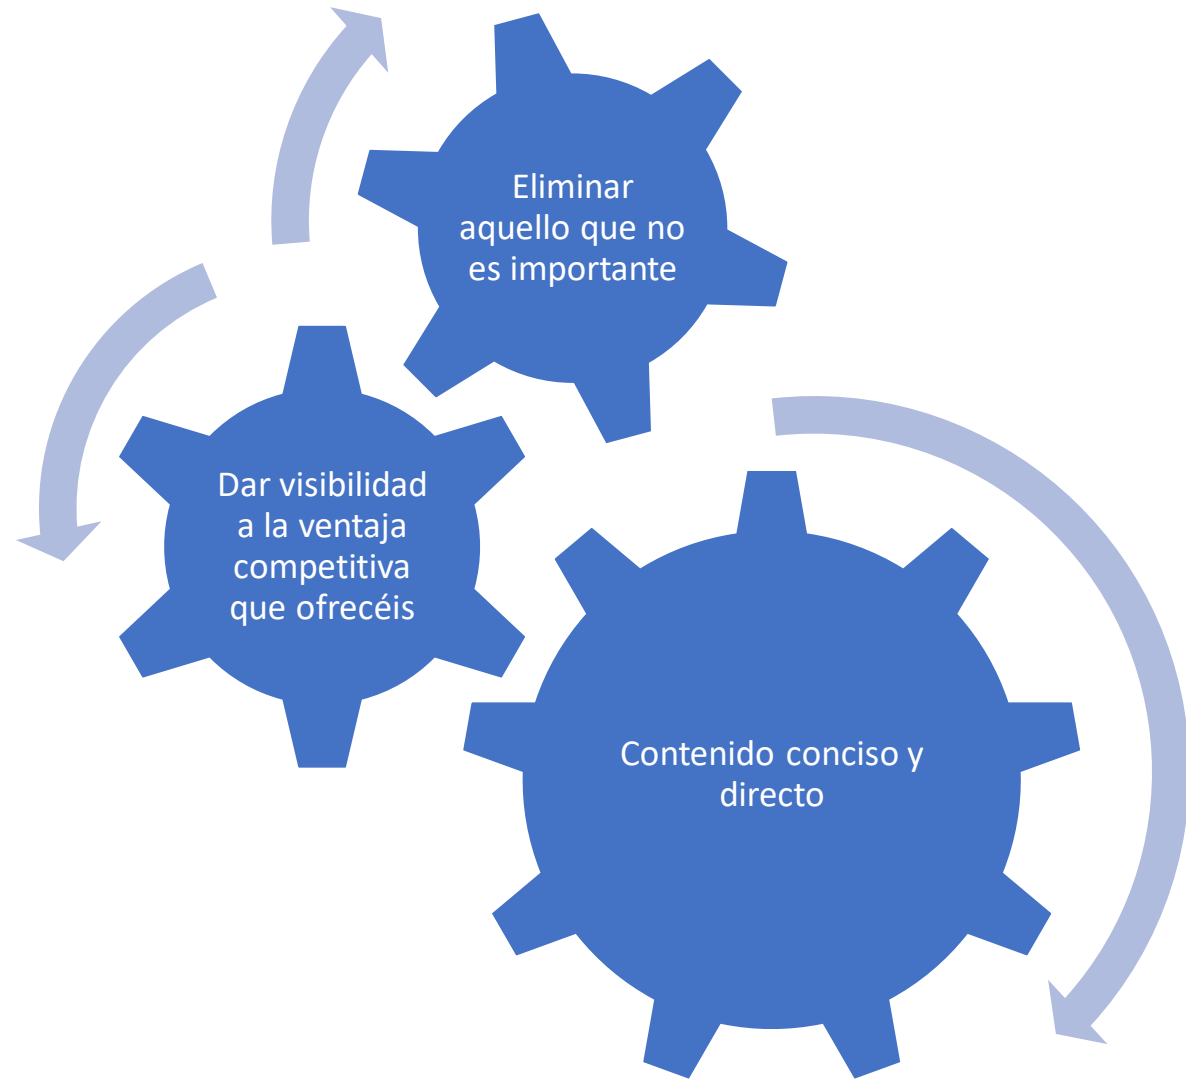 Eliminar
aquello que no
es importante
Dar visibilidad
a la ventaja
competitiva
que ofrecéis
Contenido conciso y
directo